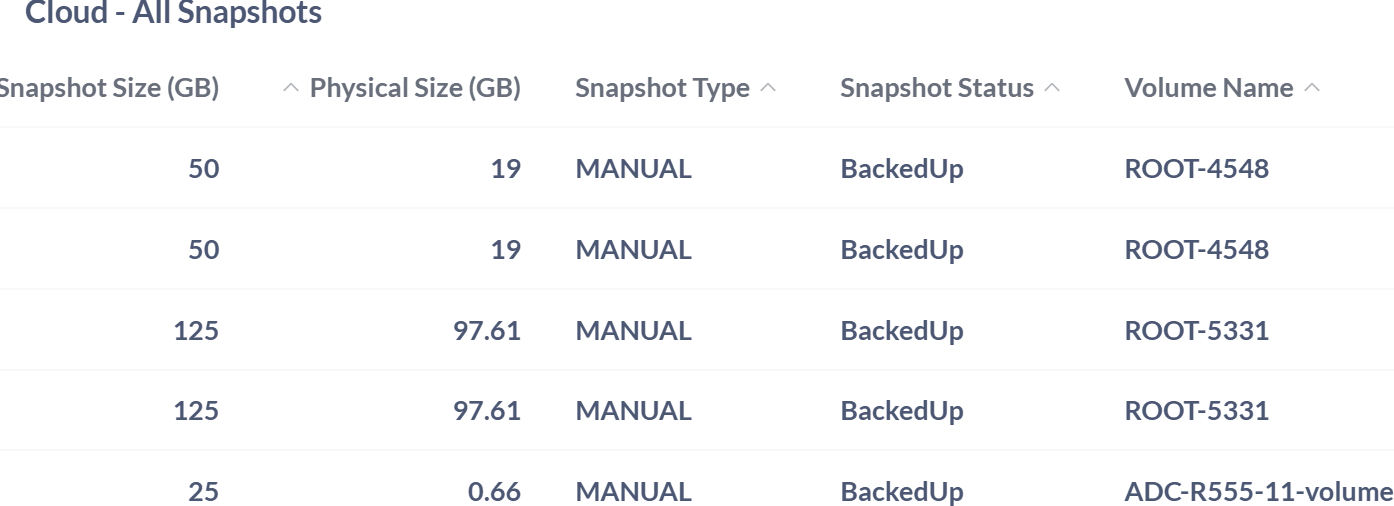 Cloud - All Snapshots
Snapshot Size (GB) Physical Size (GB) Snapshot Type Snapshot Status Volume Name
50 19 MANUAL BackedUp ROOT-4548
50 19 MANUAL BackedUp ROOT-4548
125 97.61 MANUAL BackedUp ROOT-5331
125 97.61 MANUAL BackedUp ROOT-5331
25 0.66 MANUAL BackedUp ADC-R555-11-volume